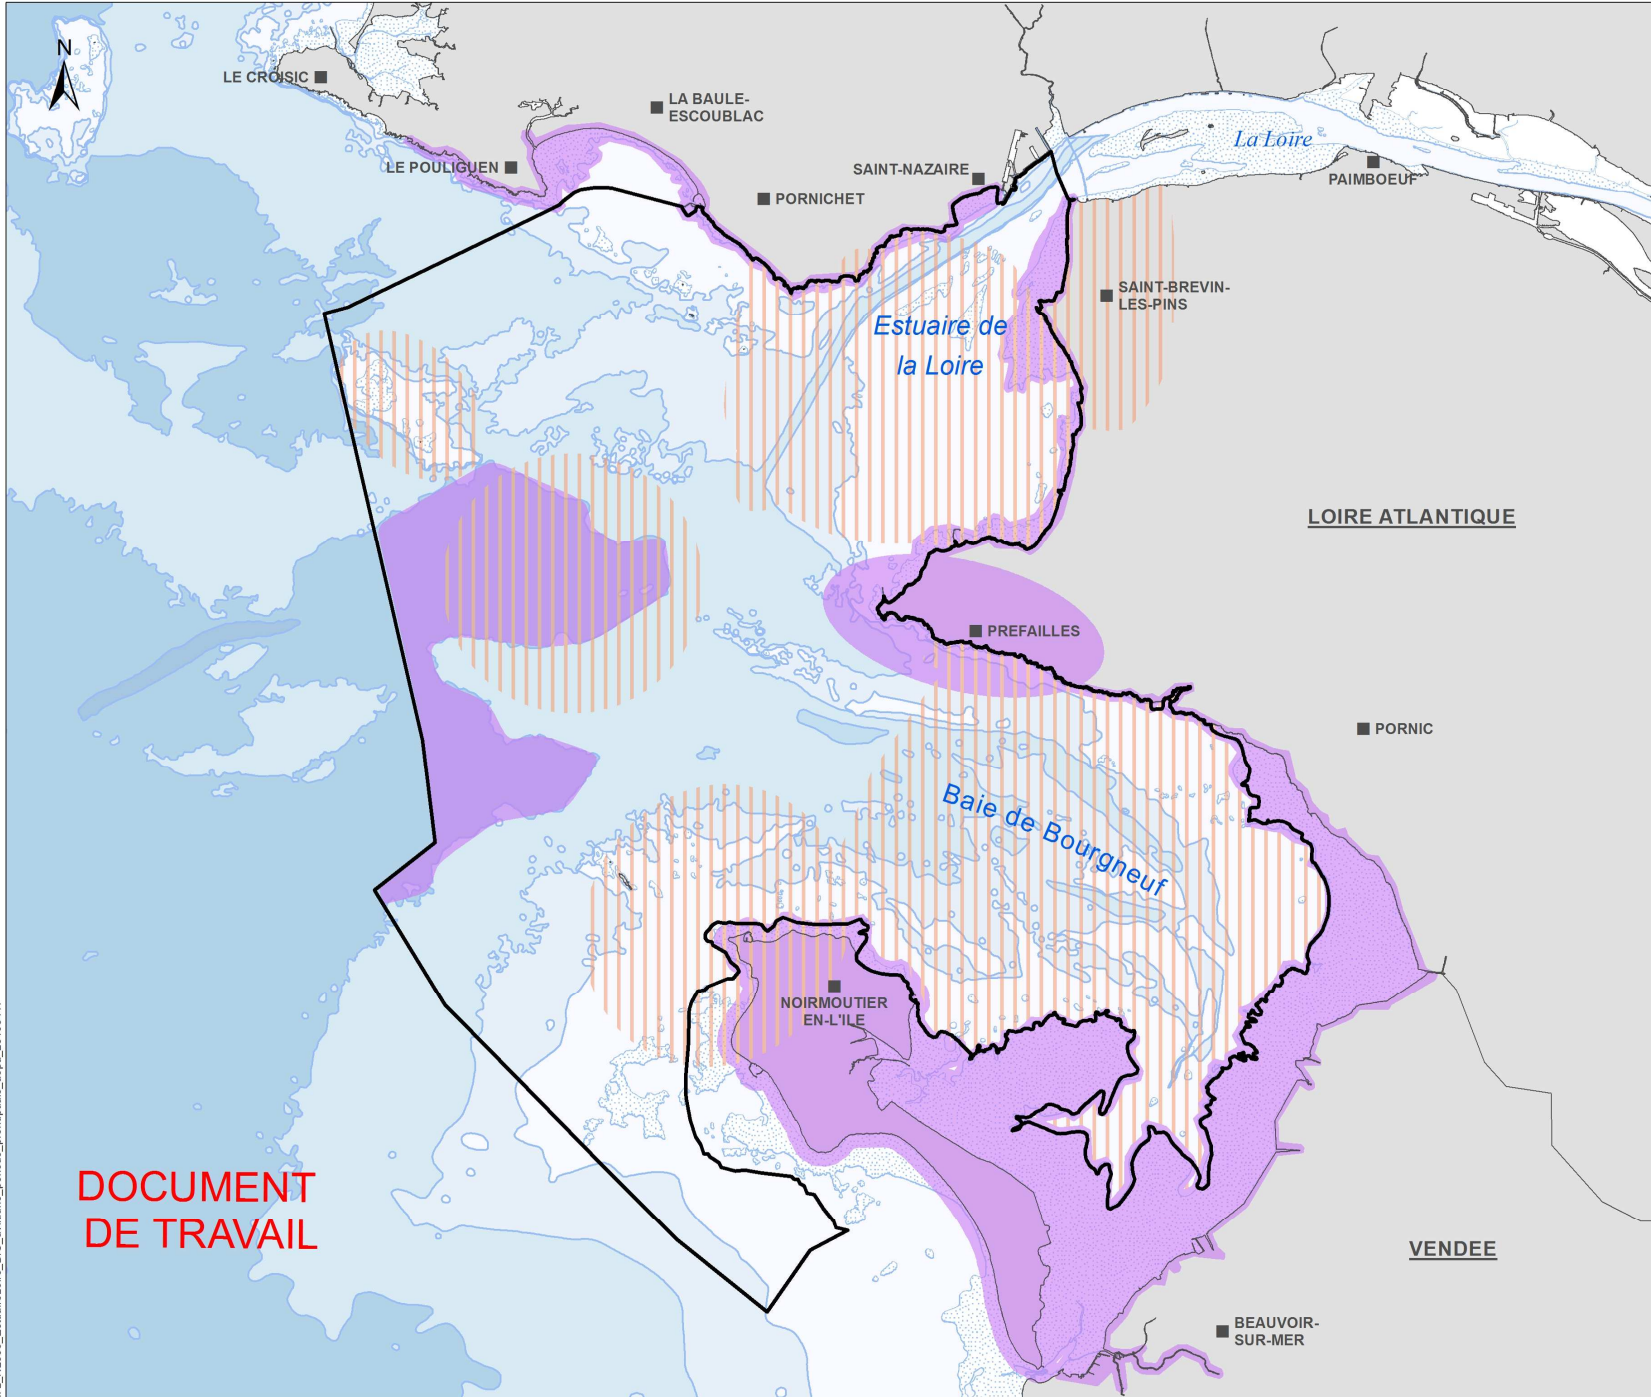 N
LE CROISIC
LA BAULE-
ESCOUBLAC
LE POULIGUEN
PORNICHET
SAINT-NAZAIRE
La Loire
PAIMBOEUF
SAINT-BREVIN-
LES-PINS
Estuaire de
la Loire
LOIRE ATLANTIQUE
PREFAILLES
PORNIC
Baie de Bourgneuf
NOIRMOUTIER
EN-L'ILE
DOCUMENT
DE TRAVAIL
VENDEE
BEAUVOIR-
SUR-MER